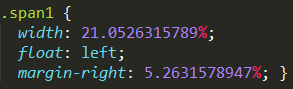 .span1 {
width: 21.0526315789%;
float: left;
margin-right: 5.2631578947%; }